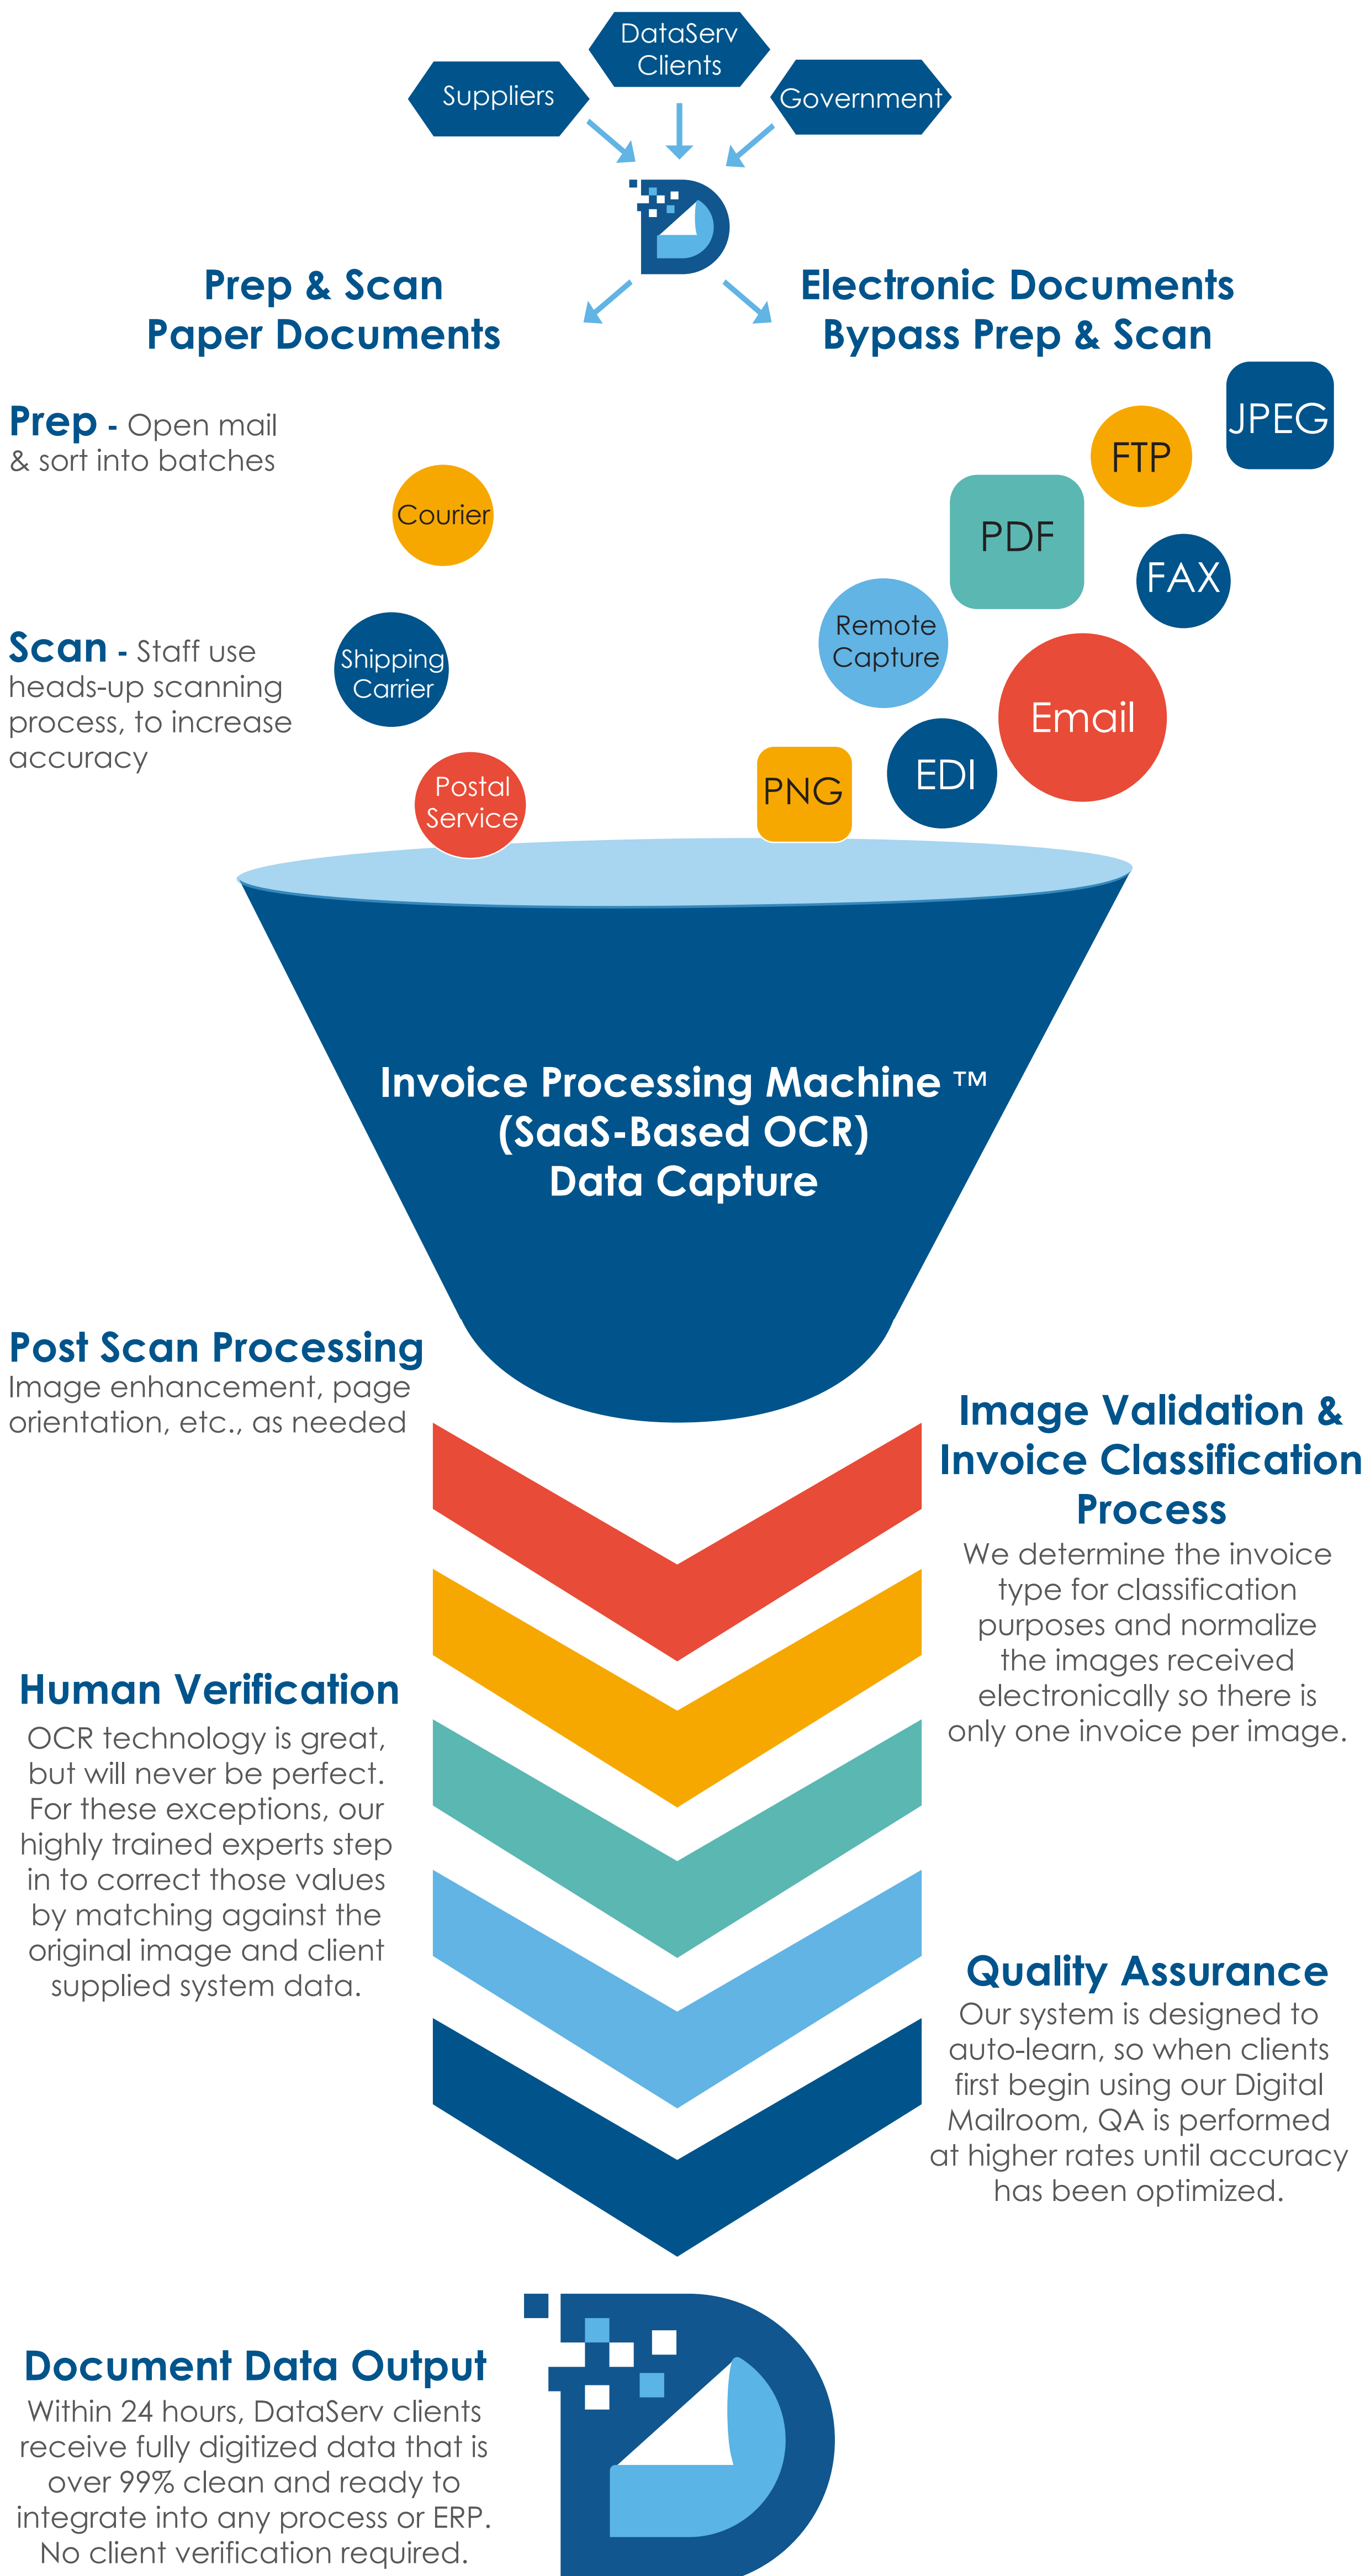 DataServ
Clients
Suppliers
Government
Prep & Scan
Paper Documents
Electronic Documents
Bypass Prep & Scan
Prep - Open mail
& sort into batches
Scan - Staff use
heads-up scanning
process, to increase
accuracy
Courier
Shipping
Carrier
Postal
Service
JPEG
FTP
PDF
FAX
Remote
Capture
Email
EDI
PNG
Invoice Processing Machine ™
(SaaS-Based OCR)
Data Capture
Post Scan Processing
Image enhancement, page
orientation, etc., as needed
Image Validation &
Invoice Classification
Process
We determine the invoice
type for classification
purposes and normalize
the images received
electronically so there is
only one invoice per image.
Human Verification
OCR technology is great,
but will never be perfect.
For these exceptions, our
highly trained experts step
in to correct those values
by matching against the
original image and client
supplied system data.
Quality Assurance
Our system is designed to
auto-learn, so when clients
first begin using our Digital
Mailroom, QA is performed
at higher rates until accuracy
has been optimized.
Document Data Output
Within 24 hours, DataServ clients
receive fully digitized data that is
over 99% clean and ready to
integrate into any process or ERP.
No client verification required.